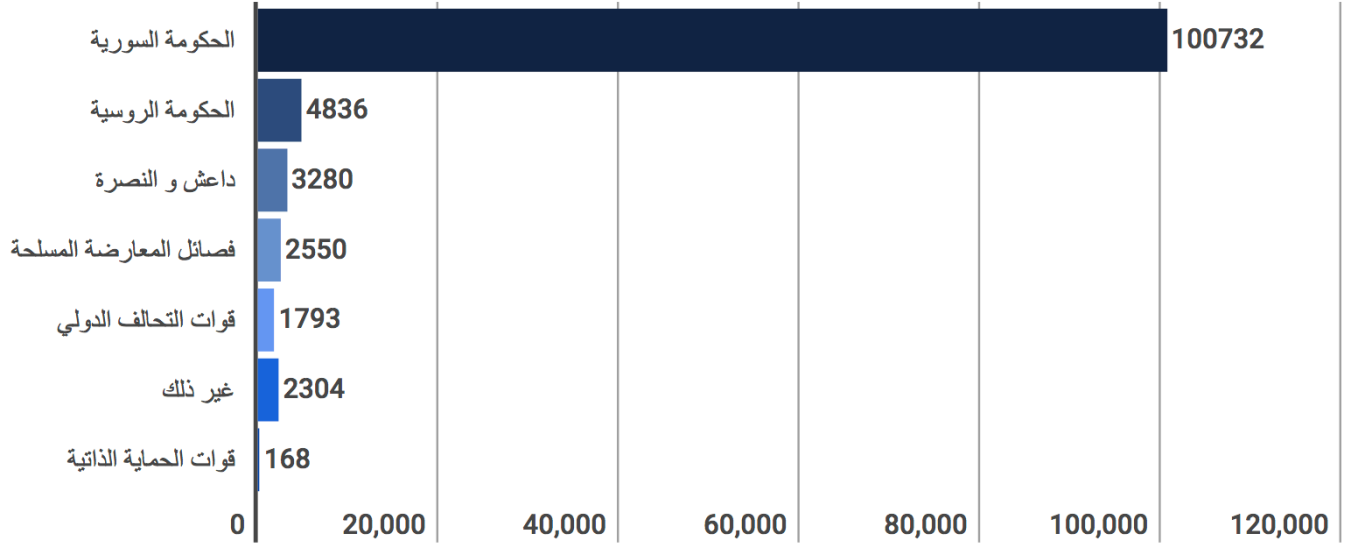 الحكومة السورية 100732
الحكومة الروسية 4836
داعش و النصرة 3280
فصائل المعارضة المسلحة 2550
قوات التحالف الدولي 1793
غير ذلك 2304
قوات الحماية الذاتية 168
0 20,000 40,000 60,000 80,000 100,000 120,000